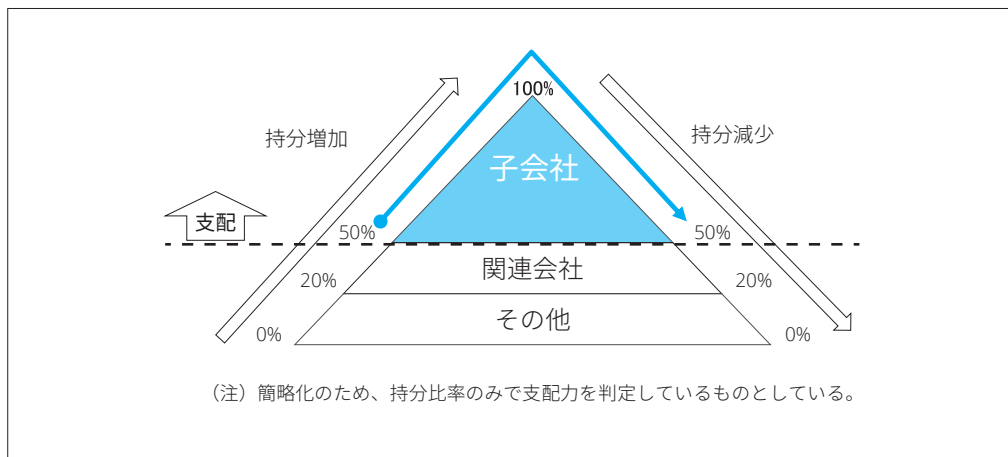 100%
持分増加
持分減少
子会社
支配
50%
50%
関連会社
20%
20%
その他
0%
0%
（注）簡略化のため、持分比率のみで支配力を判定しているものとしている。